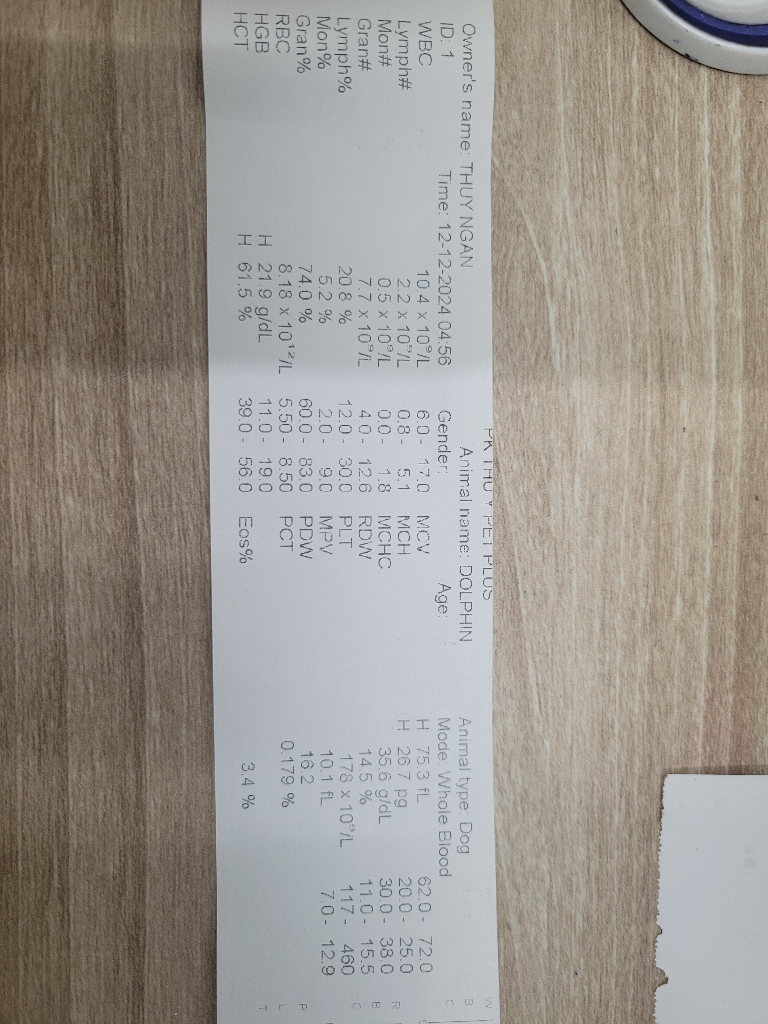 PK THU Y PET PLUS
Owner's name: THUY NGAN Animal name: DOLPHIN Animal type: Dog
ID: 1 Time: 12-12-2024 04:56 Gender: Age: Mode: Whole Blood
WBC 10.4 x 10⁹/L 6.0 - 17.0 MCV H 75.3 fL 62.0 - 72.0
Lymph# 2.2 x 10⁹/L 0.8 - 5.1 MCH H 26.7 pg 20.0 - 25.0
Mon# 0.5 x 10⁹/L 0.0 - 1.8 MCHC 35.6 g/dL 30.0 - 38.0
Gran# 7.7 x 10⁹/L 4.0 - 12.6 RDW 14.5 % 11.0 - 15.5
Lymph% 20.8 % 12.0 - 30.0 PLT 178 x 10⁹/L 117 - 460
Mon% 5.2 % 2.0 - 9.0 MPV 10.1 fL 7.0 - 12.9
Gran% 74.0 % 60.0 - 83.0 PDW 16.2
RBC 8.18 x 10¹²/L 5.50 - 8.50 PCT 0.179 %
HGB H 21.9 g/dL 11.0 - 19.0
HCT H 61.5 % 39.0 - 56.0 Eos% 3.4 %